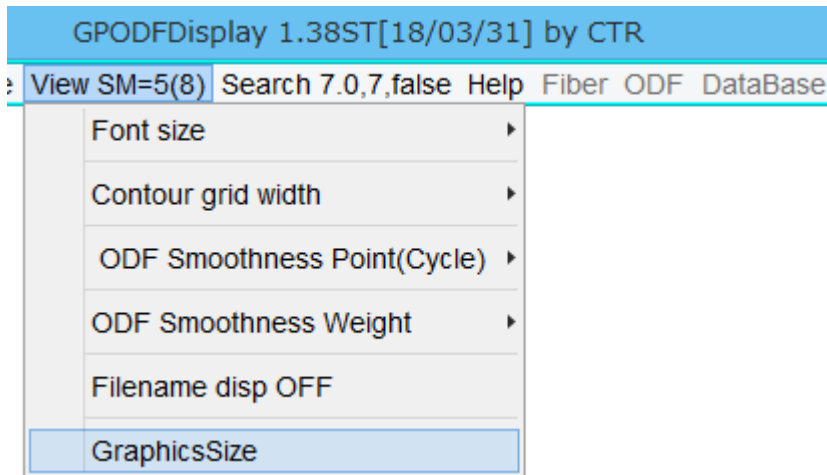 GPODFDisplay 1.38ST[18/03/31] by CTR
View SM=5(8) Search 7.0,7,false Help Fiber ODF DataBase
Font size
Contour grid width
ODF Smoothness Point(Cycle)
ODF Smoothness Weight
Filename disp OFF
GraphicsSize